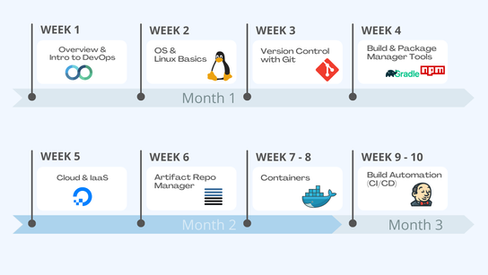 WEEK 1
Overview &
Intro to DevOps
WEEK 2
OS &
Linux Basics
WEEK 3
Version Control
with Git
WEEK 4
Build & Package
Manager Tools
Gradle
npm
Month 1
WEEK 5
Cloud & IaaS
WEEK 6
Artifact Repo
Manager
WEEK 7 - 8
Containers
WEEK 9 - 10
Build Automation
(CI/CD)
Month 2
Month 3